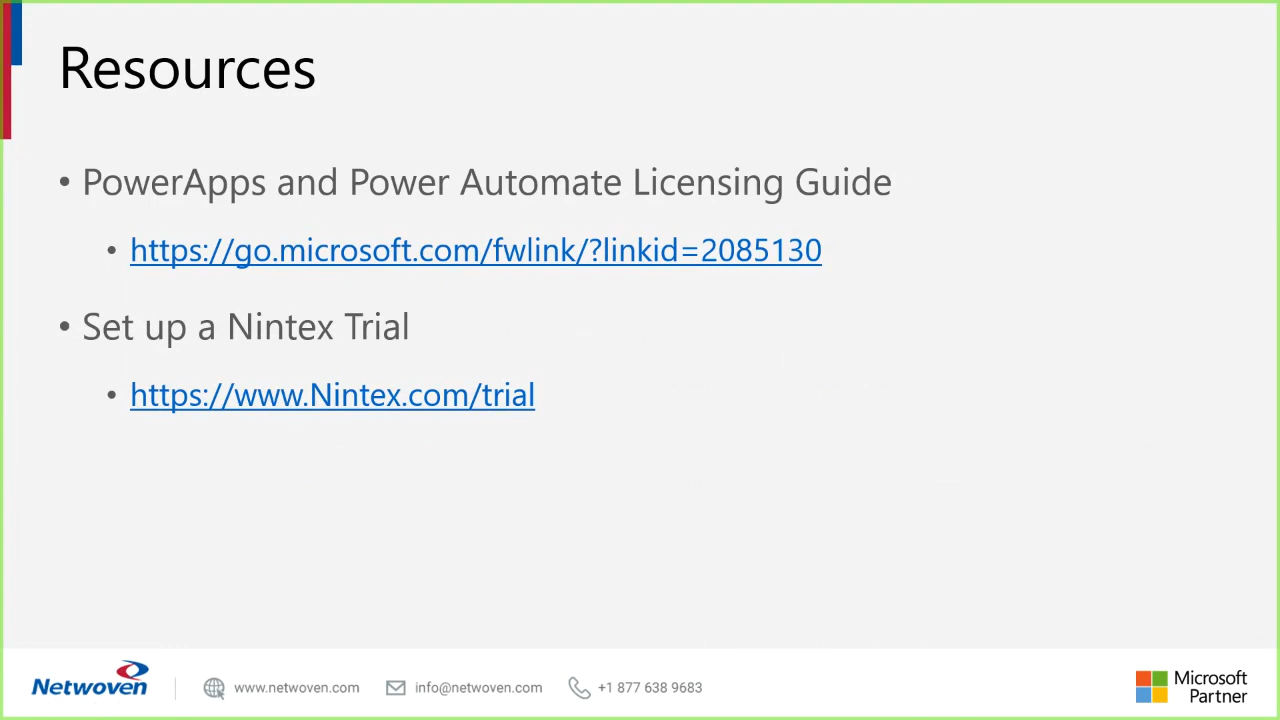 Resources
• PowerApps and Power Automate Licensing Guide
• https://go.microsoft.com/fwlink/?linkid=2085130
• Set up a Nintex Trial
• https://www.Nintex.com/trial
Netwoven
www.netwoven.com
info@netwoven.com
+1 877 638 9683
Microsoft
Partner